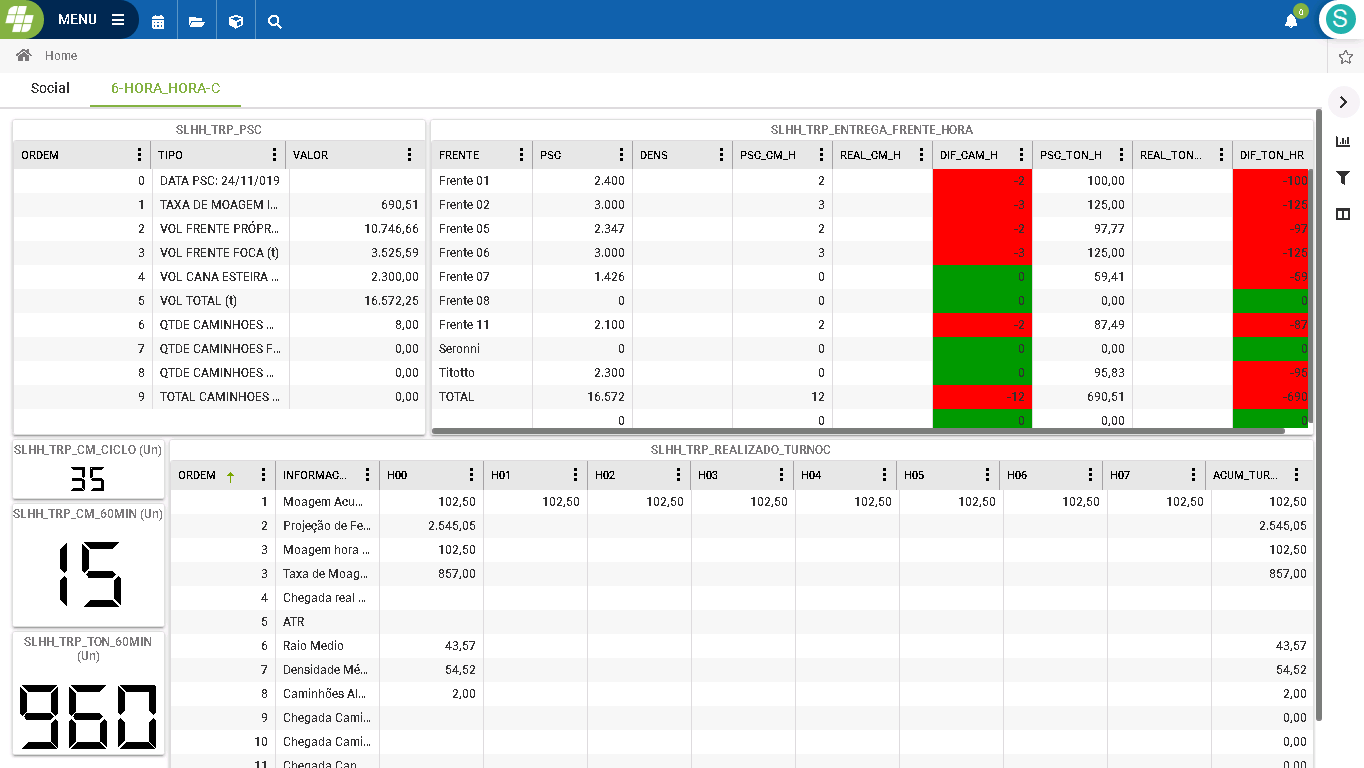 MENU
0
S
Home
Social 6-HORA_HORA-C
SLHH_TRP_PSC
ORDEM TIPO VALOR
0 DATA PSC: 24/11/019
1 TAXA DE MOAGEM I... 690,51
2 VOL FRENTE PRÓPR... 10.746,66
3 VOL FRENTE FOCA (t) 3.525,59
4 VOL CANA ESTEIRA ... 2.300,00
5 VOL TOTAL (t) 16.572,25
6 QTDE CAMINHOES ... 8,00
7 QTDE CAMINHOES F... 0,00
8 QTDE CAMINHOES ... 0,00
9 TOTAL CAMINHOES ... 0,00
SLHH_TRP_ENTREGA_FRENTE_HORA
FRENTE PSC DENS PSC_CM_H REAL_CM_H DIF_CAM_H PSC_TON_H REAL_TON... DIF_TON_HR
Frente 01 2.400 2 -2 100,00 -100
Frente 02 3.000 3 -3 125,00 -125
Frente 05 2.347 2 -2 97,77 -97
Frente 06 3.000 3 -3 125,00 -125
Frente 07 1.426 0 0 59,41 -59
Frente 08 0 0 0 0,00 0
Frente 11 2.100 2 -2 87,49 -87
Seronni 0 0 0 0,00 0
Titotto 2.300 0 0 95,83 -95
TOTAL 16.572 12 -12 690,51 -690
0 0 0 0,00 0
SLHH_TRP_CM_CICLO (Un)
35
SLHH_TRP_CM_60MIN (Un)
15
SLHH_TRP_TON_60MIN
(Un)
960
SLHH_TRP_REALIZADO_TURNOC
ORDEM INFORMAC... H00 H01 H02 H03 H04 H05 H06 H07 ACUM_TUR...
1 Moagem Acu... 102,50 102,50 102,50 102,50 102,50 102,50 102,50 102,50 102,50
2 Projeção de Fe... 2.545,05 2.545,05
3 Moagem hora ... 102,50 102,50
3 Taxa de Moag... 857,00 857,00
4 Chegada real ...
5 ATR
6 Raio Medio 43,57 43,57
7 Densidade Mé... 54,52 54,52
8 Caminhões Al... 2,00 2,00
9 Chegada Cami... 0,00
10 Chegada Cami... 0,00
11 Chegada Can... 0,00